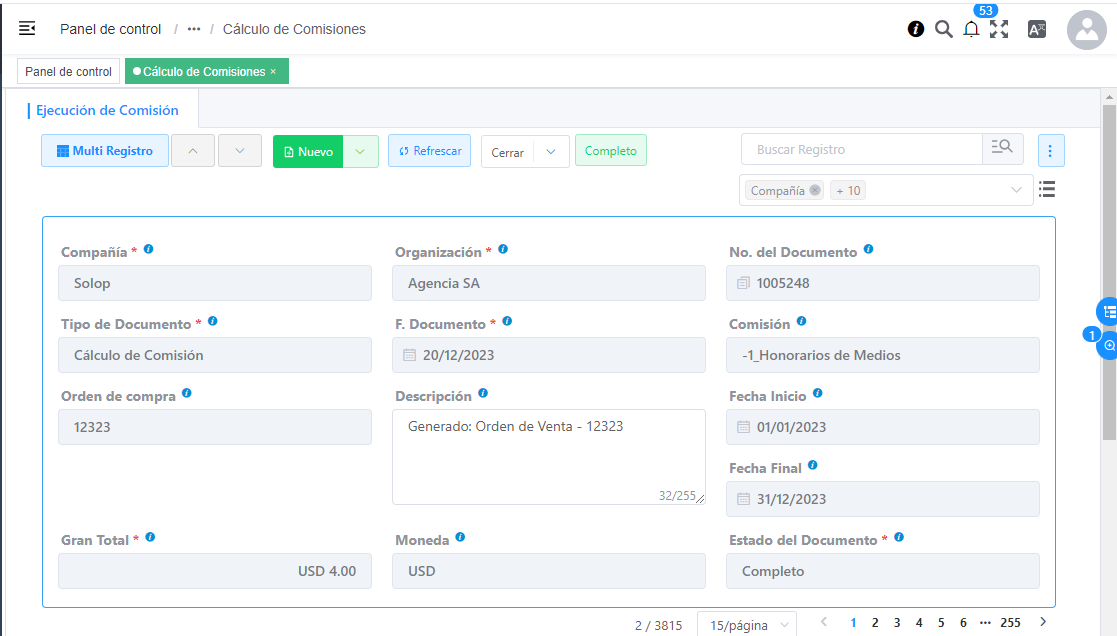 53
Panel de control / ··· / Cálculo de Comisiones
Panel de control
Cálculo de Comisiones ×
Ejecución de Comisión
Multi Registro
Nuevo
Refrescar
Cerrar
Completo
Buscar Registro
Compañía
+ 10
Compañía *
Solop
Organización *
Agencia SA
No. del Documento
1005248
Tipo de Documento *
Cálculo de Comisión
F. Documento *
20/12/2023
Comisión
-1_Honorarios de Medios
Orden de compra
12323
Descripción
Generado: Orden de Venta - 12323
32/255
Fecha Inicio
01/01/2023
Fecha Final
31/12/2023
Gran Total *
USD 4.00
Moneda
USD
Estado del Documento *
Completo
1
2 / 3815
15/página
1 2 3 4 5 6 ··· 255